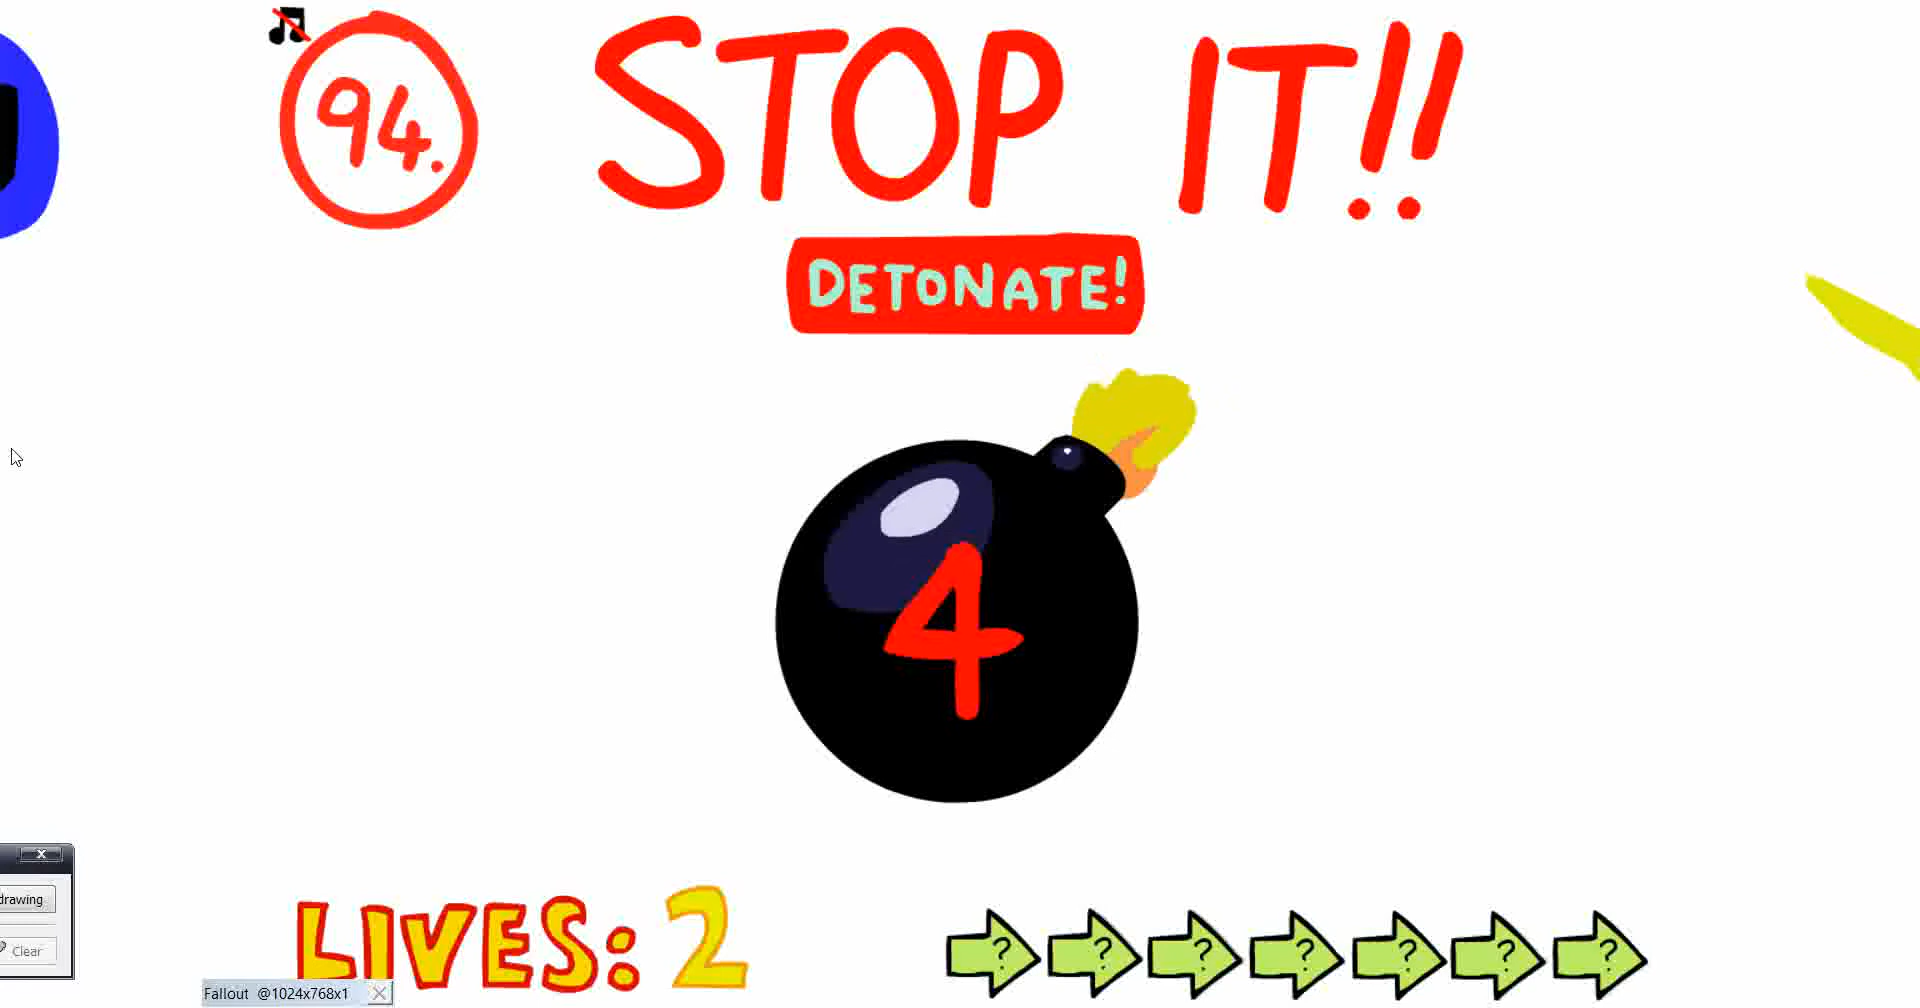 94. STOP IT!!
DETONATE!
4
drawing
Clear
LIVES: 2
? ? ? ? ? ? ?
Fallout @1024x768x1